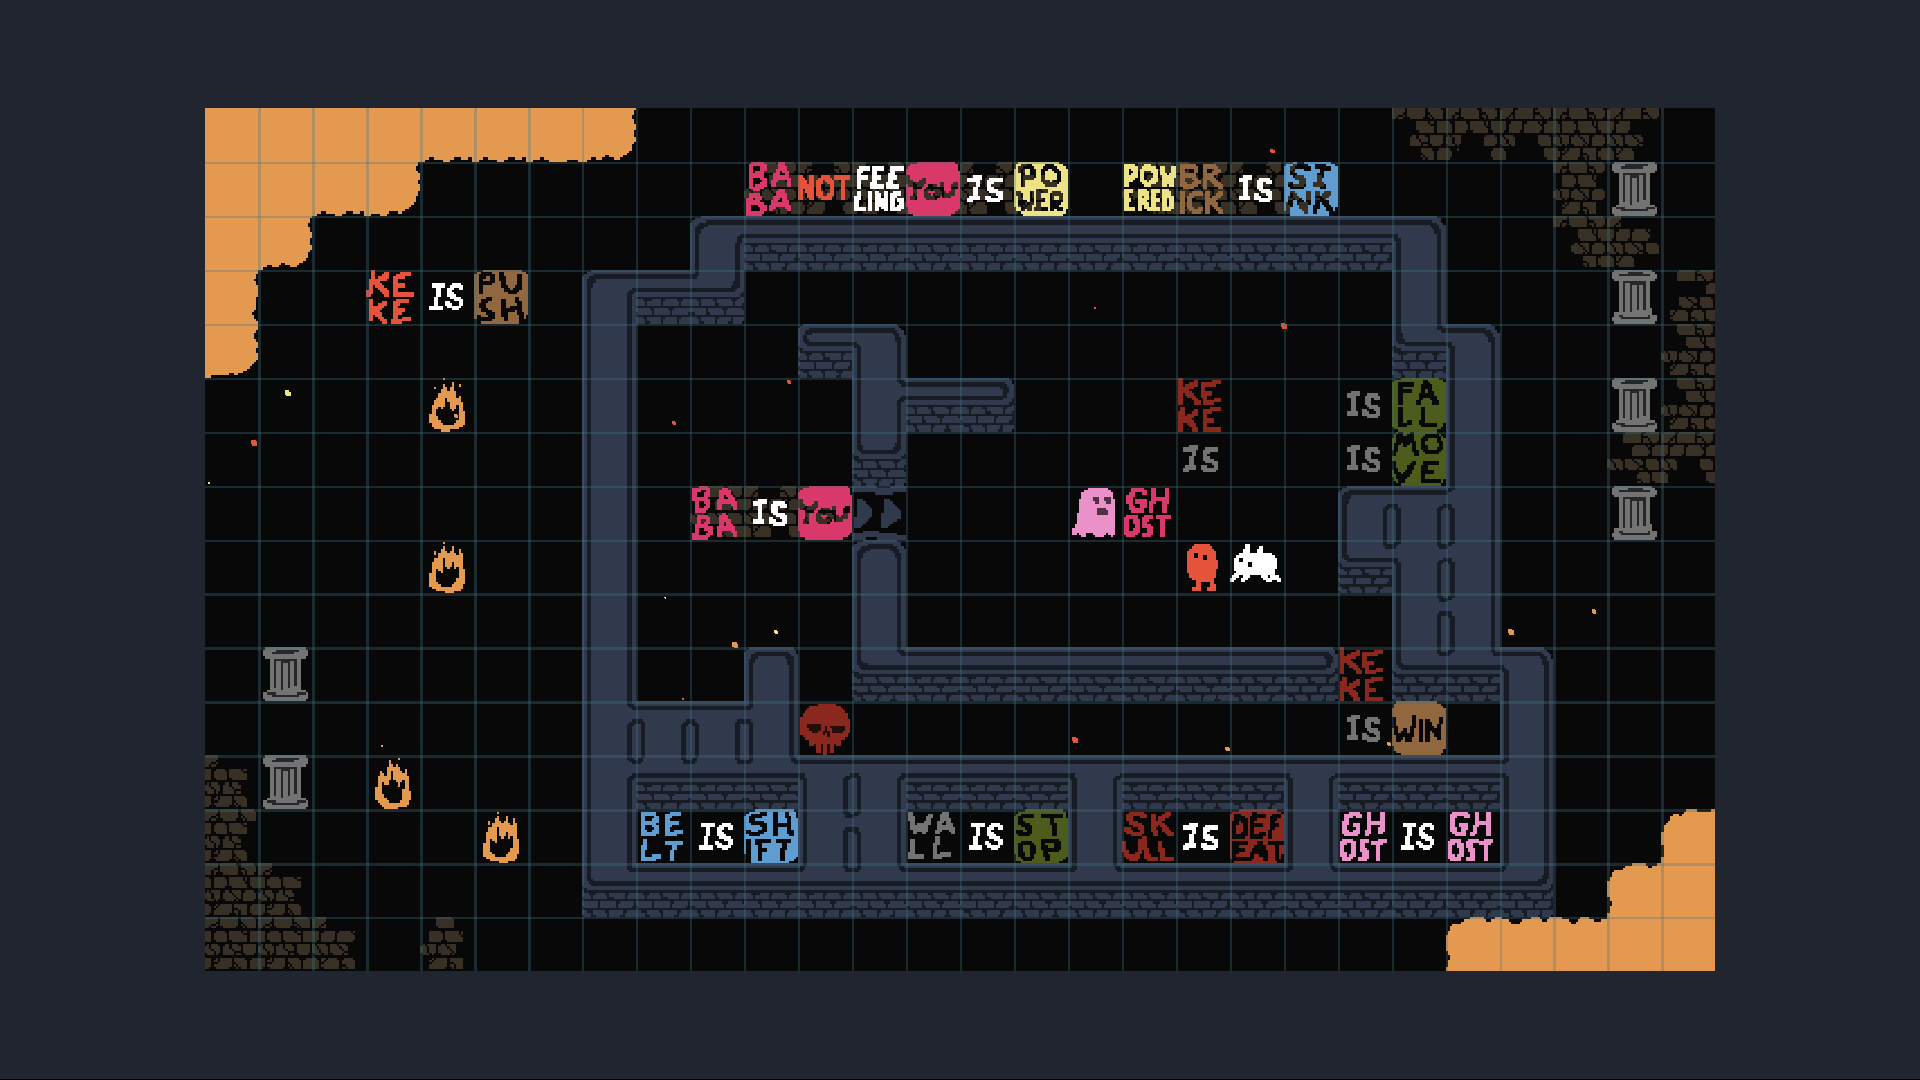 BABA NOT FEELING YOU IS POWER POWERED BRICK IS SINK
KEKE IS PUSH
KEKE IS FALL
IS IS MOVE
BABA IS YOU GHOST
KEKE
IS WIN
BELT IS SHIFT WALL IS STOP SKULL IS DEFEAT GHOST IS GHOST